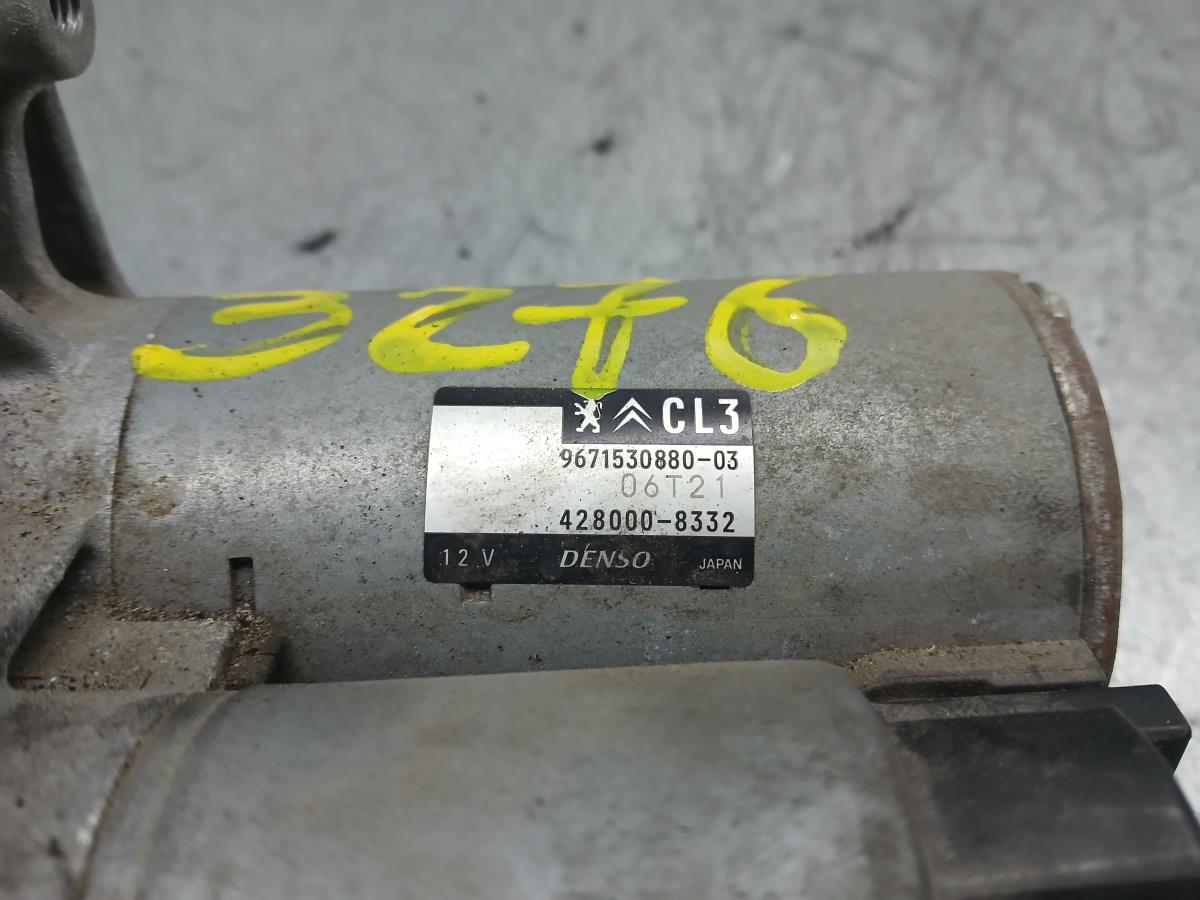 3276
CL3
9671530880-03
06T21
428000-8332
12 V DENSO JAPAN